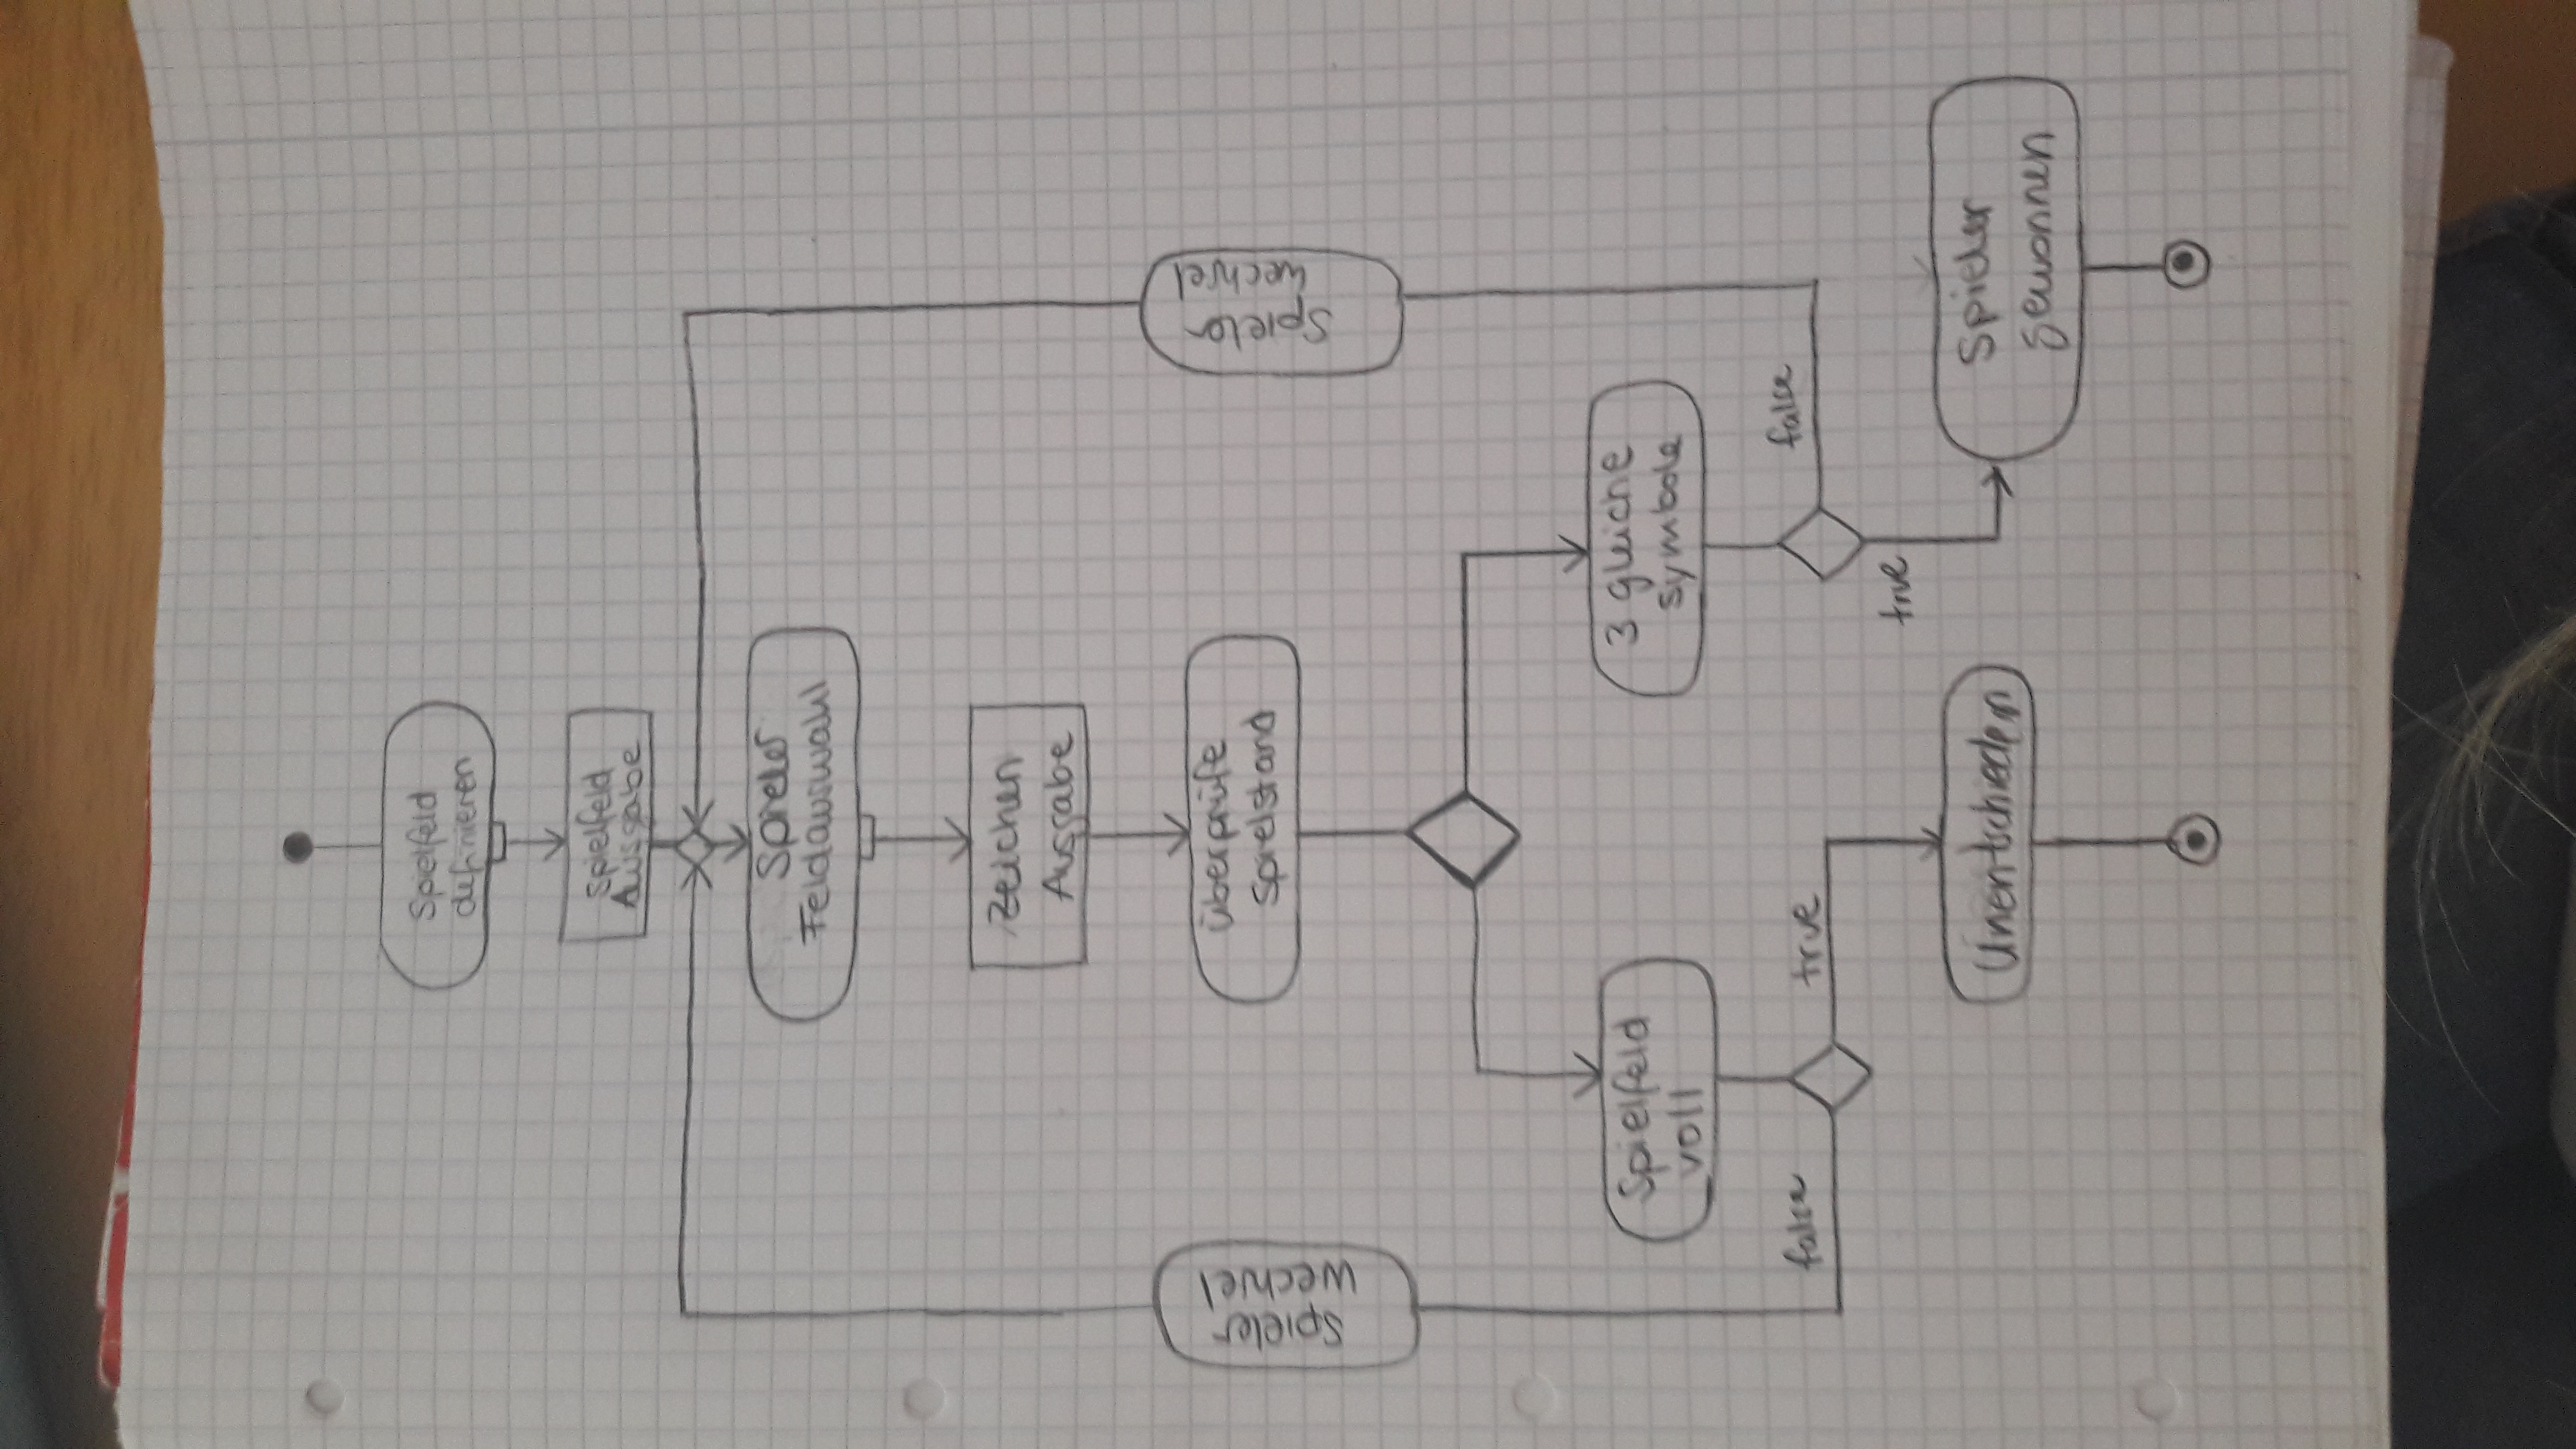 Spielfeld
definieren
Spielfeld
Ausgabe
Spieler
Feldauswahl
Zeichen
Ausgabe
Spieler
wechsel
überprüfe
Spielstand
Spieler
wechsel
Spielfeld
voll
3 gleiche
symbole
false
true
false
true
Unentschieden
Spieler
gewonnen